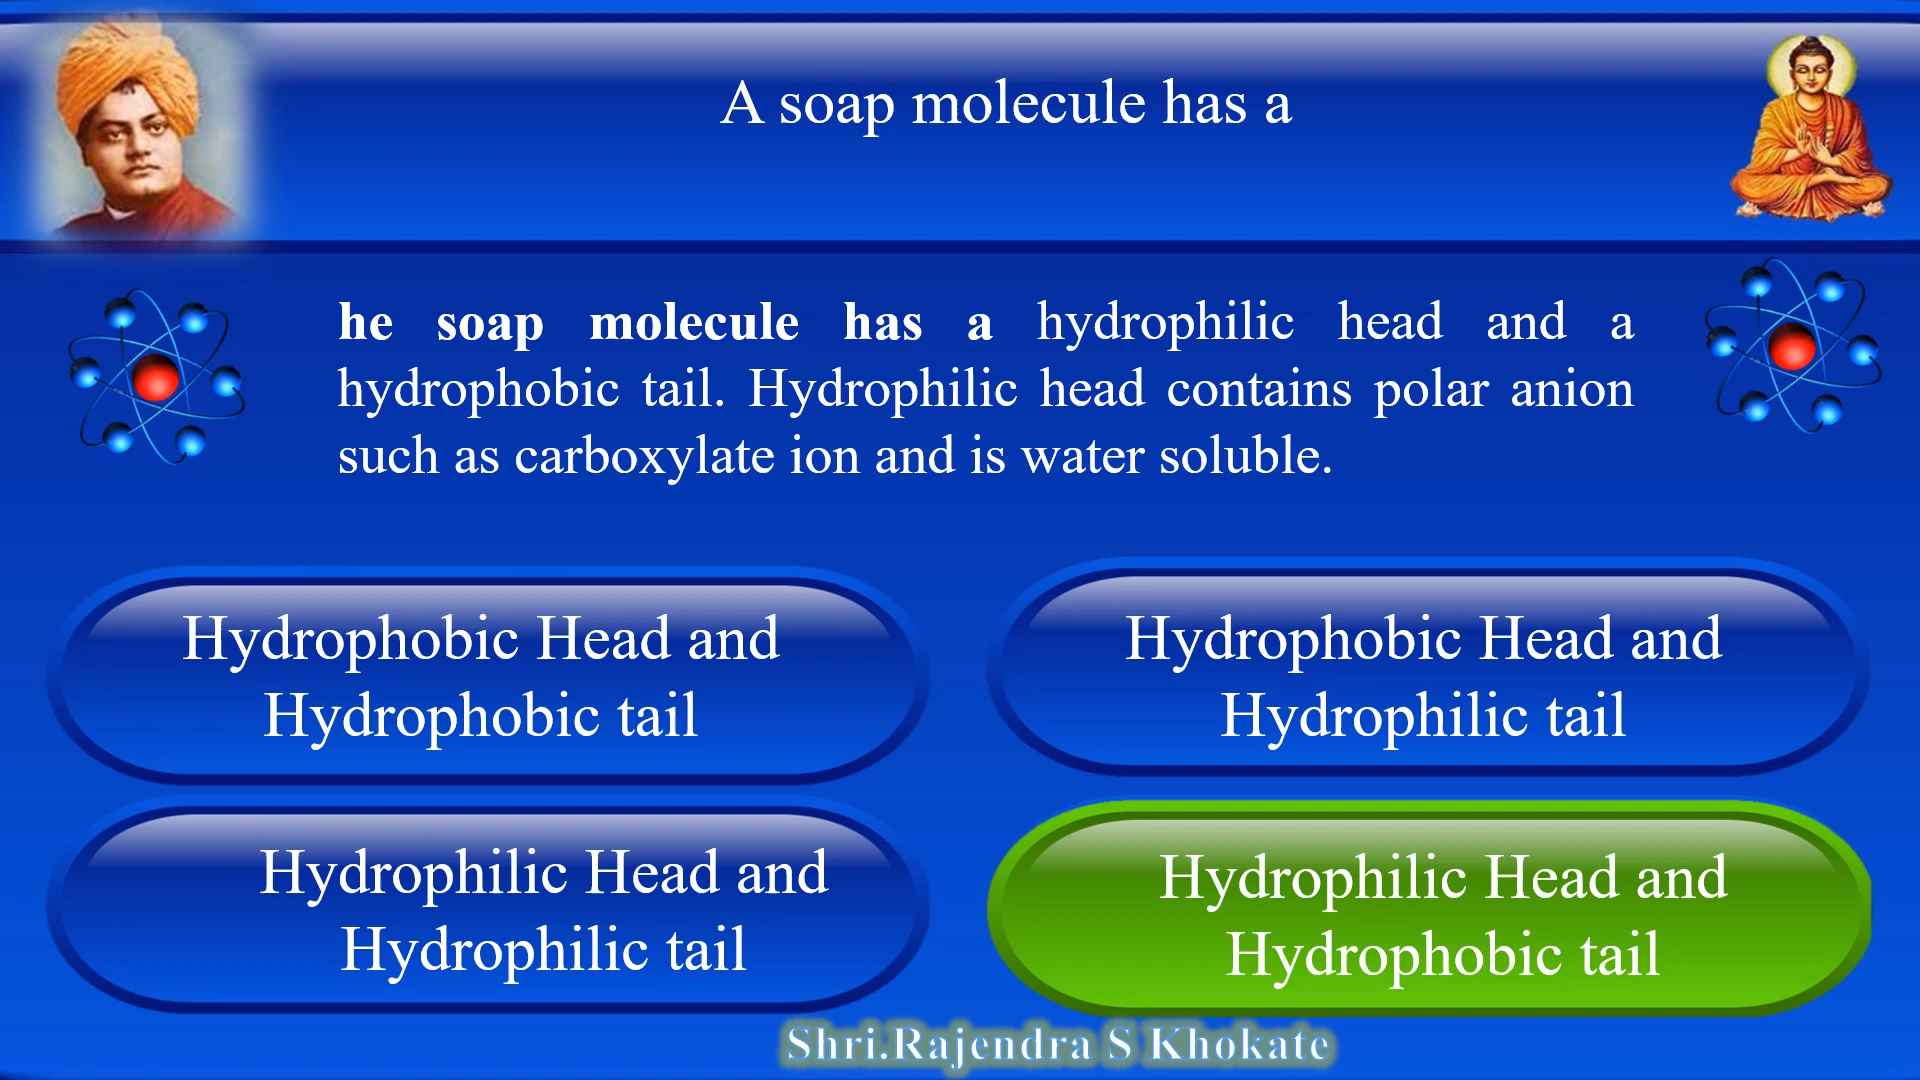 A soap molecule has a
he soap molecule has a hydrophilic head and a
hydrophobic tail. Hydrophilic head contains polar anion
such as carboxylate ion and is water soluble.
Hydrophobic Head and
Hydrophobic tail
Hydrophobic Head and
Hydrophilic tail
Hydrophilic Head and
Hydrophilic tail
Hydrophilic Head and
Hydrophobic tail
Shri.Rajendra S Khokate